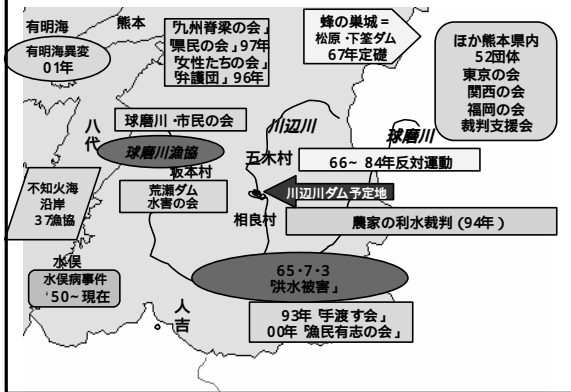 有明海
熊本
有明海異変
01年
「九州脊梁の会」
「県民の会」97年
「女性たちの会」
「弁護団」96年
蜂の巣城=
松原・下筌ダム
67年定礎
ほか熊本県内
52団体
東京の会
関西の会
福岡の会
裁判支援会
八代
球磨川・市民の会
球磨川漁協
坂本村
荒瀬ダム
水害の会
川辺川
球磨川
五木村
66~84年反対運動
川辺川ダム予定地
相良村
農家の利水裁判(94年)
不知火海
沿岸
37漁協
水俣
水俣病事件
'50~現在
65・7・3
「洪水被害」
人吉
93年「手渡す会」
00年「漁民有志の会」